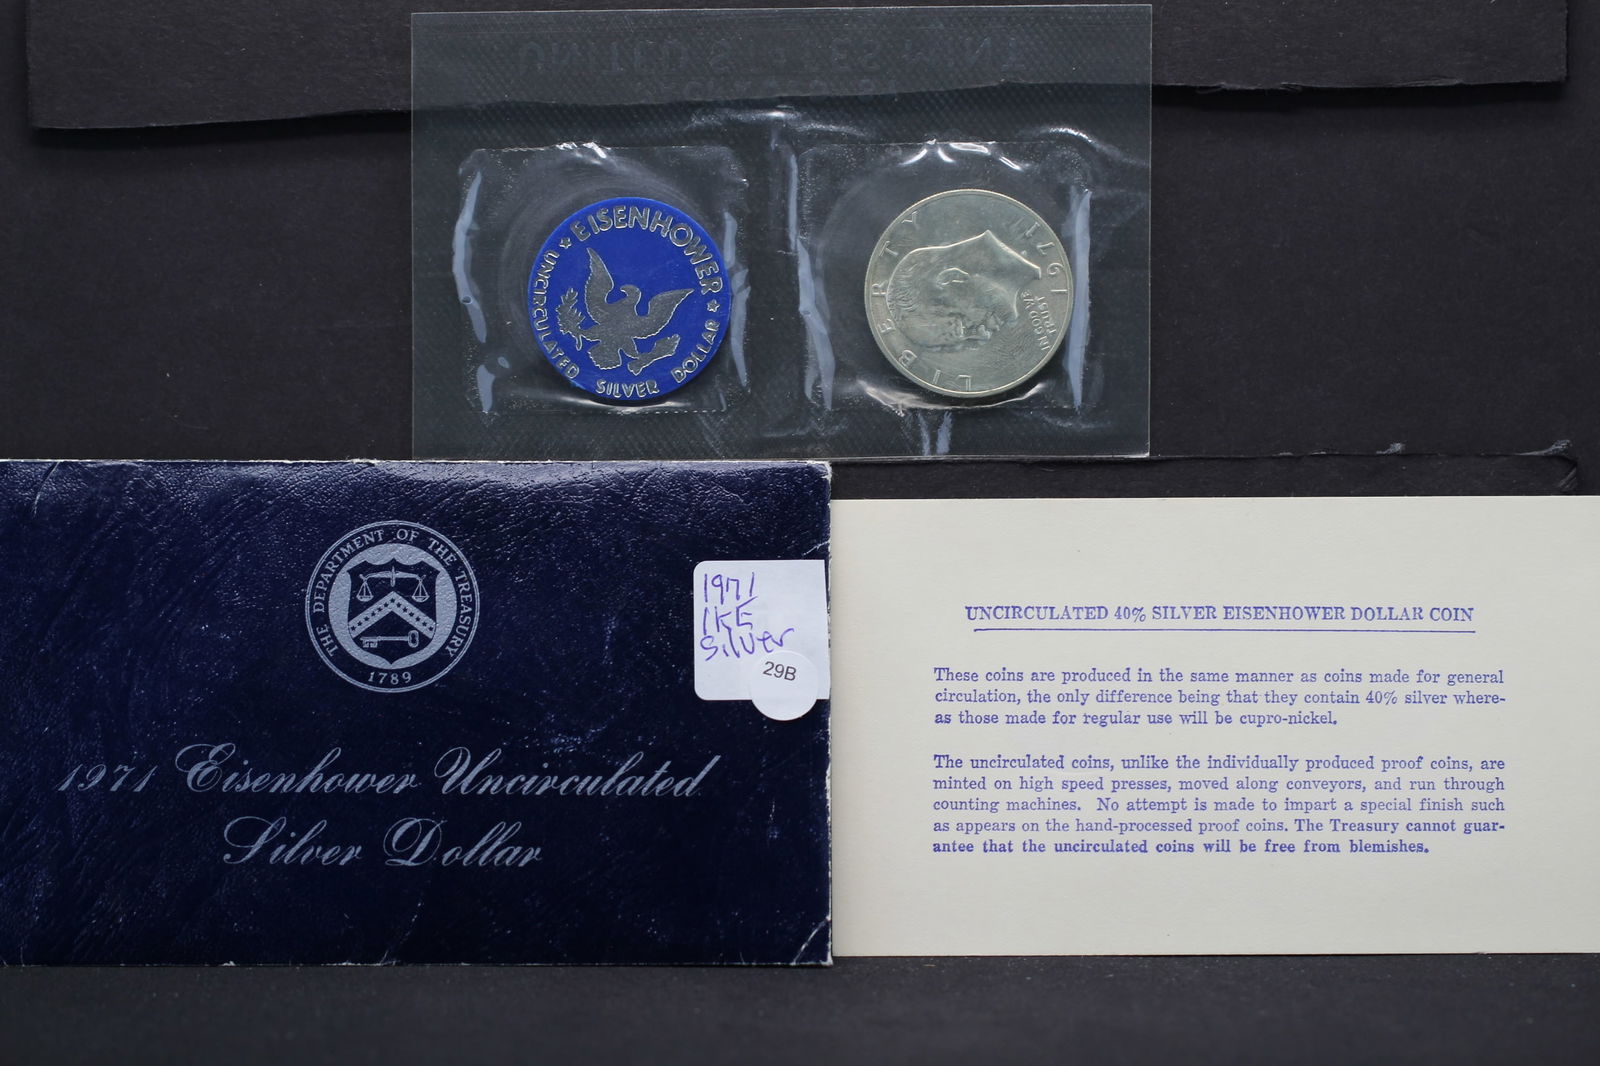 UNITED STATES MINT
EISENHOWER
UNCIRCULATED SILVER DOLLAR
LIBERTY
IN GOD WE
TRUST
1971
THE DEPARTMENT OF THE TREASURY
1789
1971
IKE
Silver
29B
1971 Eisenhower Uncirculated
Silver Dollar
UNCIRCULATED 40% SILVER EISENHOWER DOLLAR COIN
These coins are produced in the same manner as coins made for general
circulation, the only difference being that they contain 40% silver where-
as those made for regular use will be cupro-nickel.
The uncirculated coins, unlike the individually produced proof coins, are
minted on high speed presses, moved along conveyors, and run through
counting machines. No attempt is made to impart a special finish such
as appears on the hand-processed proof coins. The Treasury cannot guar-
antee that the uncirculated coins will be free from blemishes.